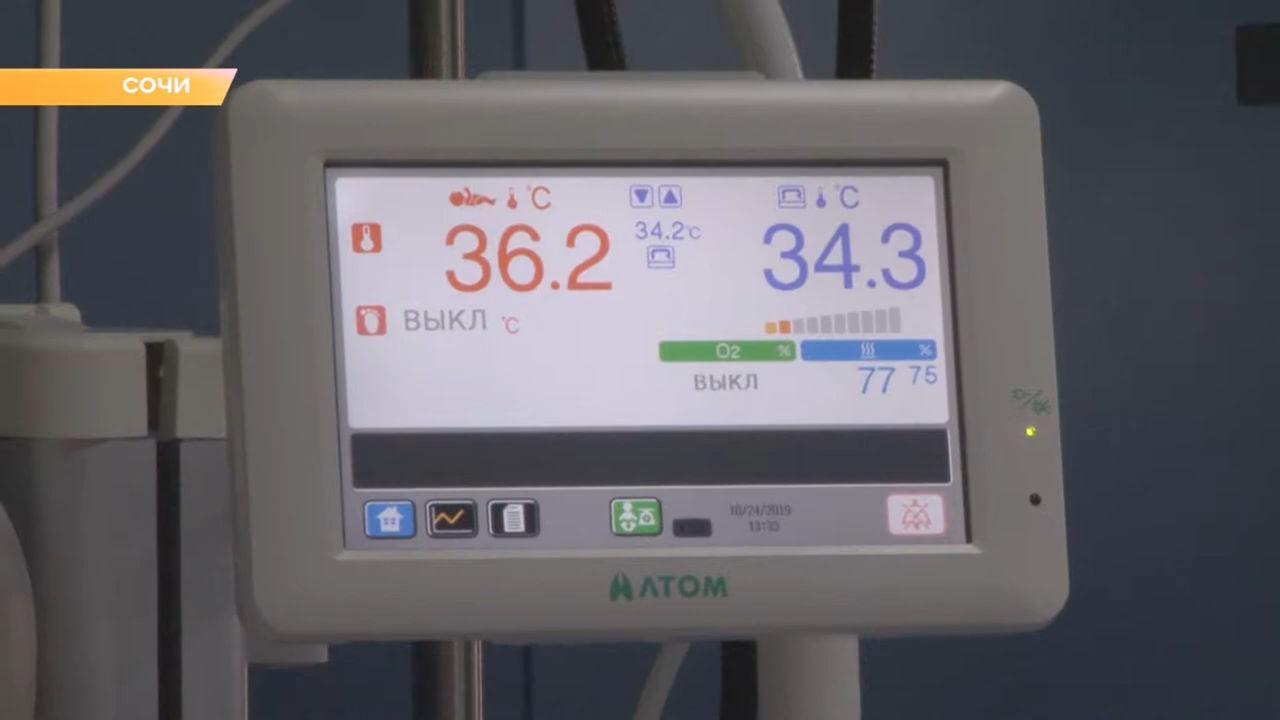 СОЧИ
°C
°C
36.2
34.2°C
34.3
ВЫКЛ °C
O2 %
%
ВЫКЛ
77 75
10/24/2019
13:33
ATOM